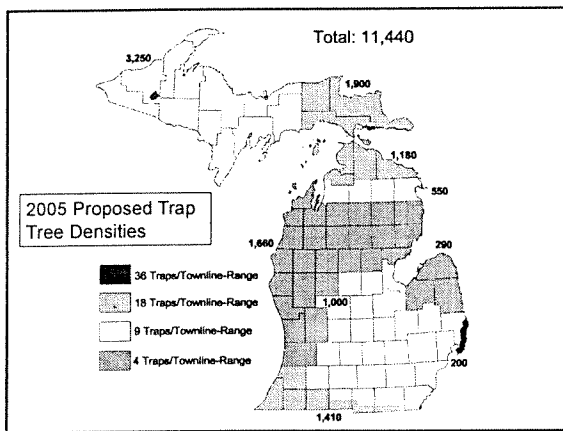 Total: 11,440
3,250
1,900
1,180
550
2005 Proposed Trap
Tree Densities
1,660
290
36 Traps/Townline-Range
18 Traps/Townline-Range
1,000
9 Traps/Townline-Range
4 Traps/Townline-Range
200
1,410